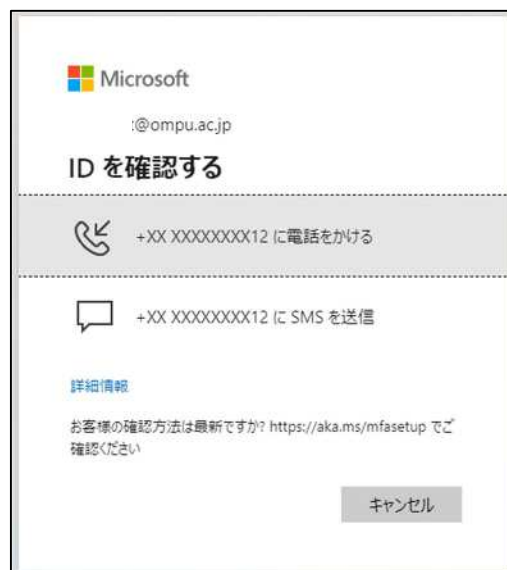 Microsoft
:@ompu.ac.jp
ID を確認する
+XX XXXXXXXX12 に電話をかける
+XX XXXXXXXX12 に SMS を送信
詳細情報
お客様の確認方法は最新ですか? https://aka.ms/mfasetup でご
確認ください
キャンセル